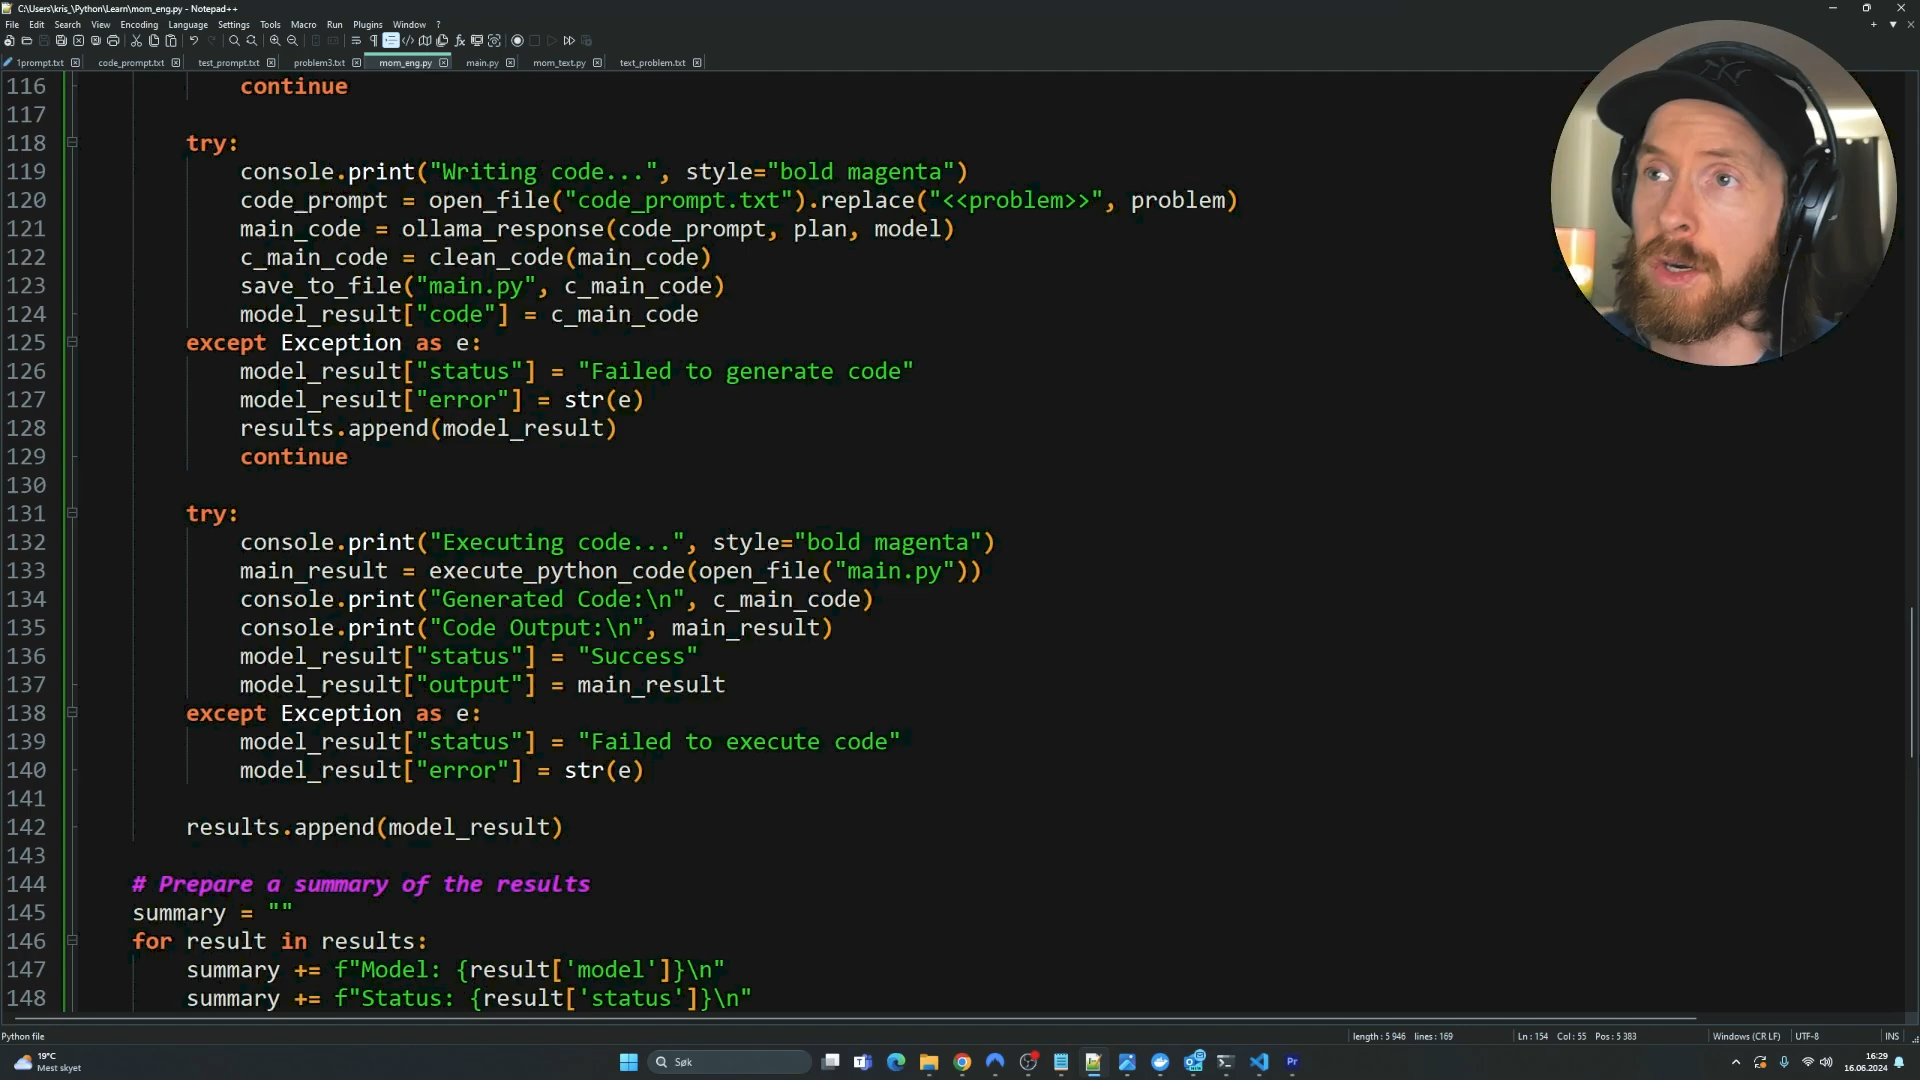 C:\Users\kris_\Python\Learn\mom_eng.py - Notepad++
File Edit Search View Encoding Language Settings Tools Macro Run Plugins Window ?
1prompt.txt code_prompt.txt test_prompt.txt problem3.txt mom_eng.py main.py mom_text.py text_problem.txt
116 continue
117
118 try:
119 console.print("Writing code...", style="bold magenta")
120 code_prompt = open_file("code_prompt.txt").replace("<<problem>>", problem)
121 main_code = ollama_response(code_prompt, plan, model)
122 c_main_code = clean_code(main_code)
123 save_to_file("main.py", c_main_code)
124 model_result["code"] = c_main_code
125 except Exception as e:
126 model_result["status"] = "Failed to generate code"
127 model_result["error"] = str(e)
128 results.append(model_result)
129 continue
130
131 try:
132 console.print("Executing code...", style="bold magenta")
133 main_result = execute_python_code(open_file("main.py"))
134 console.print("Generated Code:\n", c_main_code)
135 console.print("Code Output:\n", main_result)
136 model_result["status"] = "Success"
137 model_result["output"] = main_result
138 except Exception as e:
139 model_result["status"] = "Failed to execute code"
140 model_result["error"] = str(e)
141
142 results.append(model_result)
143
144 # Prepare a summary of the results
145 summary = ""
146 for result in results:
147 summary += f"Model: {result['model']}\n"
148 summary += f"Status: {result['status']}\n"
Python file length : 5 946 lines : 169 Ln : 154 Col : 55 Pos : 5 383 Windows (CR LF) UTF-8 INS
19°C
Mest skyet
Søk
16:29
16.06.2024